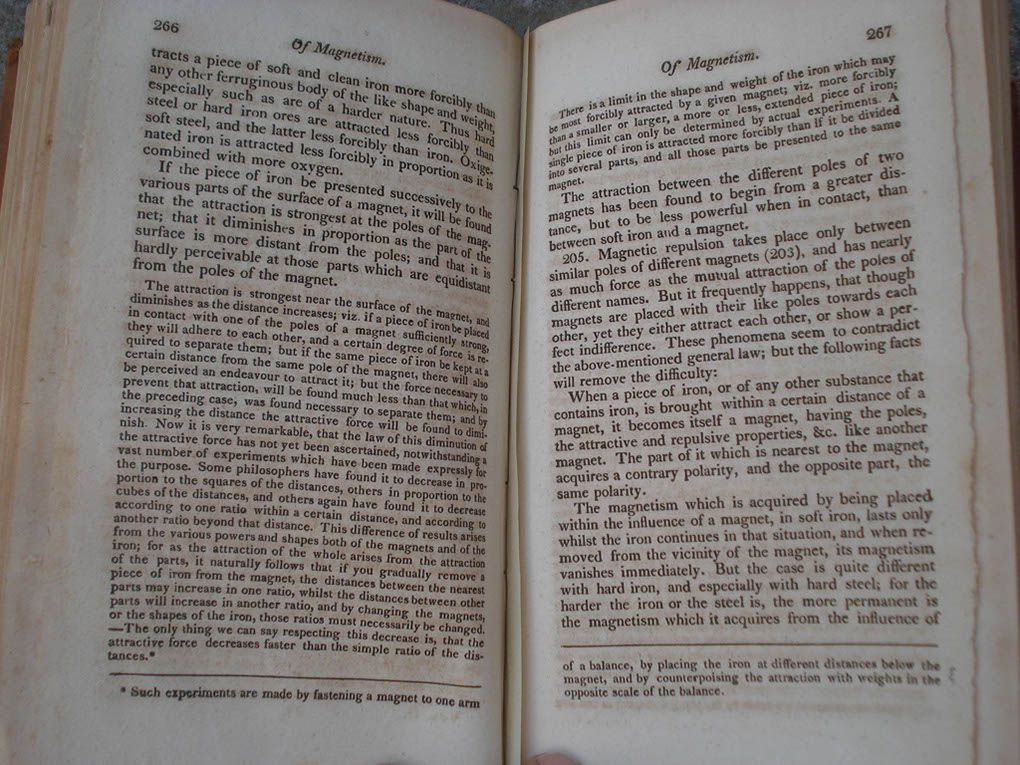 266
Of Magnetism.
tracts a piece of soft and clean iron more forcibly than
any other ferruginous body of the like shape and weight,
especially such as are of a harder nature. Thus hard
steel or hard iron ores are attracted less forcibly than
soft steel, and the latter less forcibly than iron. Oxige-
nated iron is attracted less forcibly in proportion as it is
combined with more oxygen.
If the piece of iron be presented successively to the
various parts of the surface of a magnet, it will be found
that the attraction is strongest at the poles of the mag-
net; that it diminishes in proportion as the part of the
surface is more distant from the poles; and that it is
hardly perceivable at those parts which are equidistant
from the poles of the magnet.
The attraction is strongest near the surface of the magnet, and
diminishes as the distance increases; viz. if a piece of iron be placed
in contact with one of the poles of a magnet sufficiently strong,
they will adhere to each other, and a certain degree of force is re-
quired to separate them; but if the same piece of iron be kept at a
certain distance from the same pole of the magnet, there will also
be perceived an endeavour to attract it; but the force necessary to
prevent that attraction, will be found much less than that which, in
the preceding case, was found necessary to separate them; and by
increasing the distance the attractive force will be found to dimi-
nish. Now it is very remarkable, that the law of this diminution of
the attractive force has not yet been ascertained, notwithstanding a
vast number of experiments which have been made expressly for
the purpose. Some philosophers have found it to decrease in pro-
portion to the squares of the distances, others in proportion to the
cubes of the distances, and others again have found it to decrease
according to one ratio within a certain distance, and according to
another ratio beyond that distance. This difference of results arises
from the various powers and shapes both of the magnets and of the
iron; for as the attraction of the whole arises from the attraction
of the parts, it naturally follows that if you gradually remove a
piece of iron from the magnet, the distances between the nearest
parts may increase in one ratio, whilst the distances between other
parts will increase in another ratio, and by changing the magnets,
or the shapes of the iron, those ratios must necessarily be changed.
—The only thing we can say respecting this decrease is, that the
attractive force decreases faster than the simple ratio of the dis-
tances.*
* Such experiments are made by fastening a magnet to one arm
267
Of Magnetism.
There is a limit in the shape and weight of the iron which may
be most forcibly attracted by a given magnet; viz. more forcibly
than a smaller or larger, a more or less, extended piece of iron;
but this limit can only be determined by actual experiments. A
single piece of iron is attracted more forcibly than if it be divided
into several parts, and all those parts be presented to the same
magnet.
The attraction between the different poles of two
magnets has been found to begin from a greater dis-
tance, but to be less powerful when in contact, than
between soft iron and a magnet.
205. Magnetic repulsion takes place only between
similar poles of different magnets (203), and has nearly
as much force as the mutual attraction of the poles of
different names. But it frequently happens, that though
magnets are placed with their like poles towards each
other, yet they either attract each other, or show a per-
fect indifference. These phenomena seem to contradict
the above-mentioned general law; but the following facts
will remove the difficulty:
When a piece of iron, or of any other substance that
contains iron, is brought within a certain distance of a
magnet, it becomes itself a magnet, having the poles,
the attractive and repulsive properties, &c. like another
magnet. The part of it which is nearest to the magnet,
acquires a contrary polarity, and the opposite part, the
same polarity.
The magnetism which is acquired by being placed
within the influence of a magnet, in soft iron, lasts only
whilst the iron continues in that situation, and when re-
moved from the vicinity of the magnet, its magnetism
vanishes immediately. But the case is quite different
with hard iron, and especially with hard steel; for the
harder the iron or the steel is, the more permanent is
the magnetism which it acquires from the influence of
of a balance, by placing the iron at different distances below the
magnet, and by counterpoising the attraction with weights in the
opposite scale of the balance.